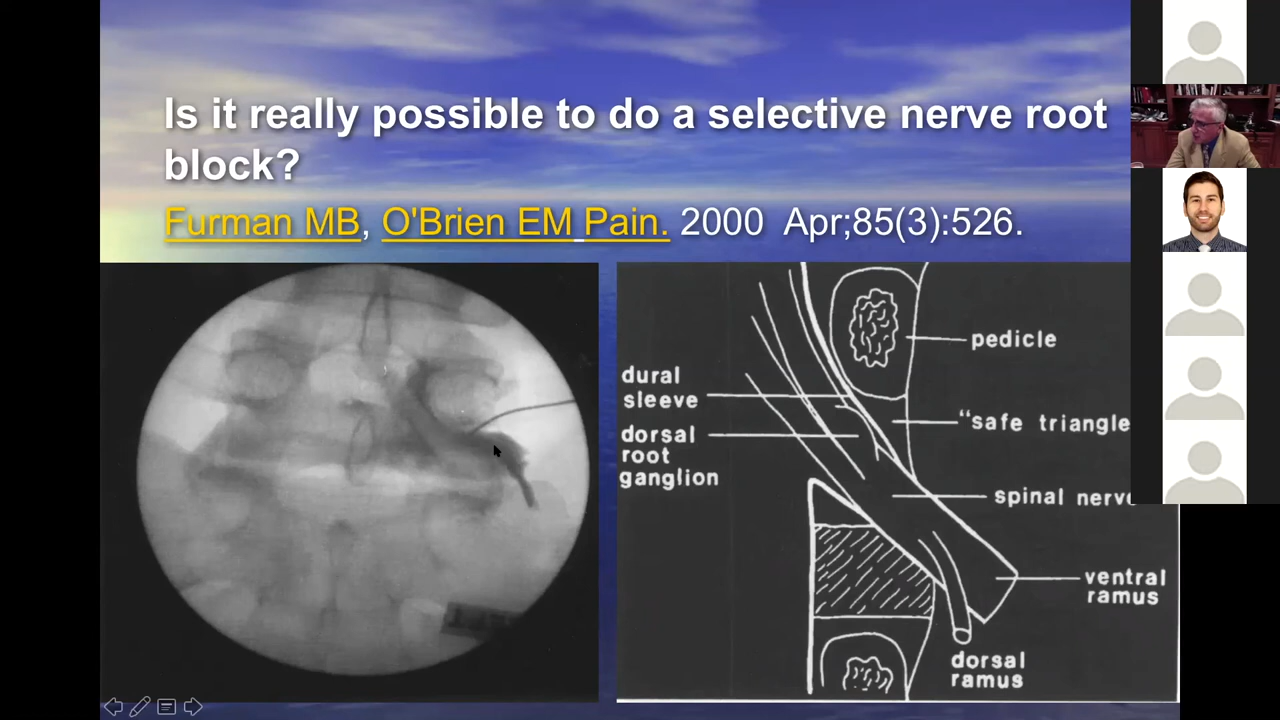 Is it really possible to do a selective nerve root
block?
Furman MB, O'Brien EM Pain. 2000 Apr;85(3):526.
pedicle
dural
sleeve
"safe triangle
dorsal
root
ganglion
spinal nerve
ventral
ramus
dorsal
ramus